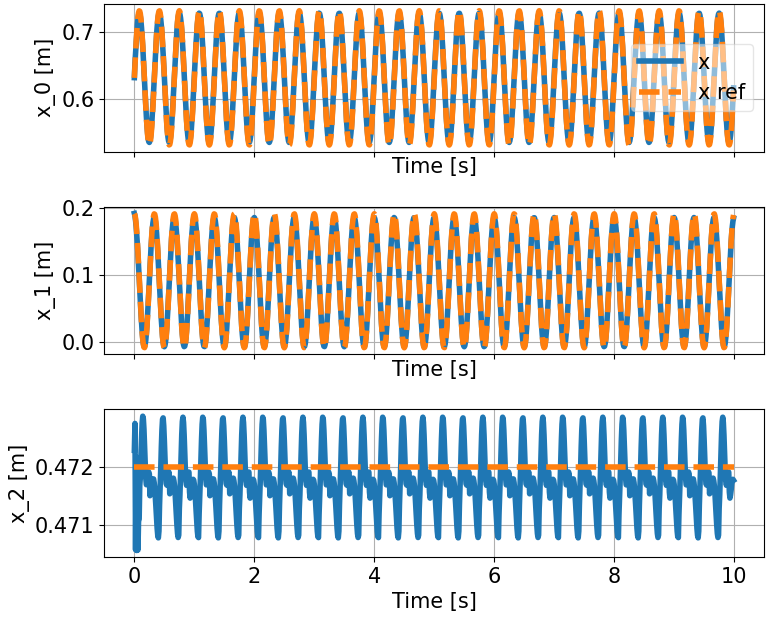 x_0 [m]
0.7
0.6
x
x ref
Time [s]
x_1 [m]
0.2
0.1
0.0
Time [s]
x_2 [m]
0.472
0.471
0 2 4 6 8 10
Time [s]